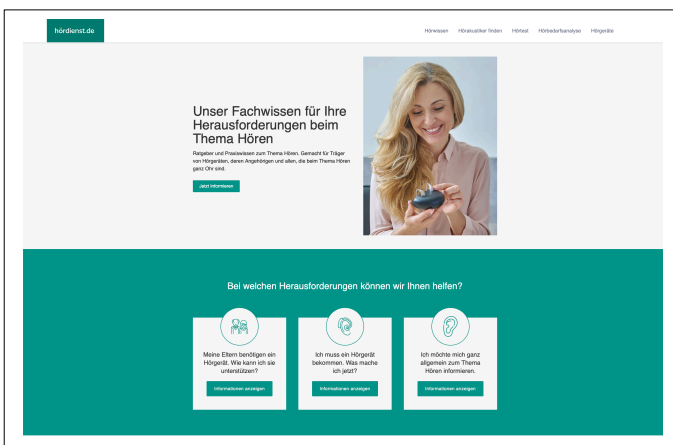 hördienst.de
Hörwissen Hörakustiker finden Hörtest Hörbedarfsanalyse Hörgeräte
Unser Fachwissen für Ihre
Herausforderungen beim
Thema Hören
Ratgeber und Praxiswissen zum Thema Hören. Gemacht für Träger
von Hörgeräten, deren Angehörigen und allen, die beim Thema Hören
ganz Ohr sind.
Jetzt informieren
Bei welchen Herausforderungen können wir Ihnen helfen?
Meine Eltern benötigen ein
Hörgerät. Wie kann ich sie
unterstützen?
Informationen anzeigen
Ich muss ein Hörgerät
bekommen. Was mache
ich jetzt?
Informationen anzeigen
Ich möchte mich ganz
allgemein zum Thema
Hören informieren.
Informationen anzeigen